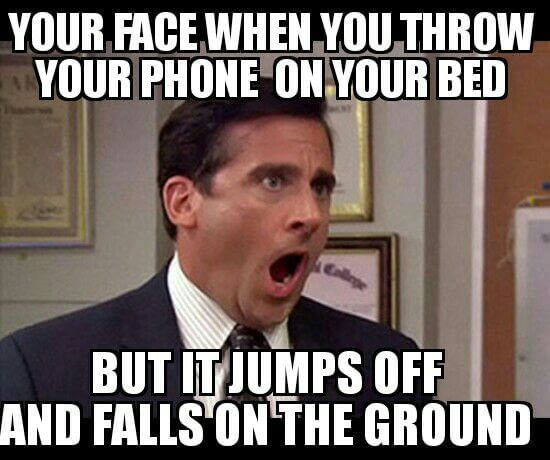 YOUR FACE WHEN YOU THROW
YOUR PHONE ON YOUR BED
College
BUT IT JUMPS OFF
AND FALLS ON THE GROUND